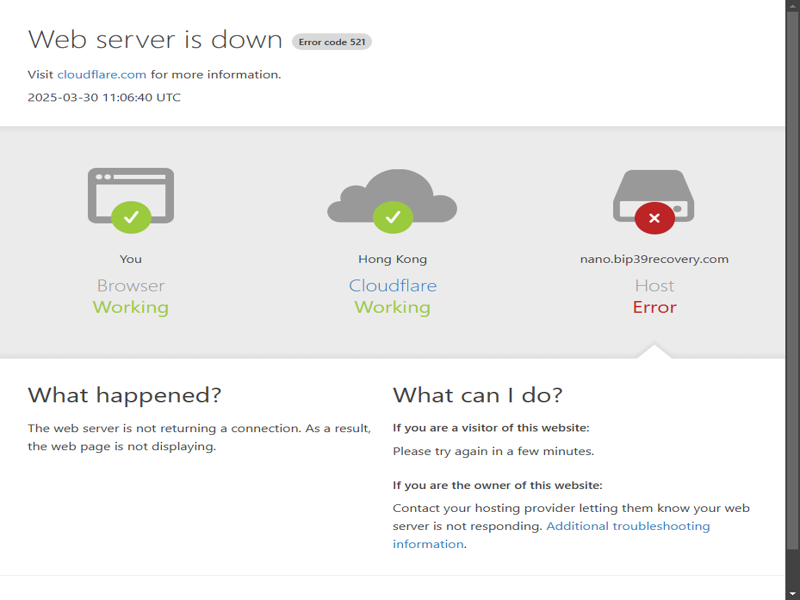 Web server is down Error code 521
Visit cloudflare.com for more information.
2025-03-30 11:06:40 UTC
You
Browser
Working
Hong Kong
Cloudflare
Working
nano.bip39recovery.com
Host
Error
What happened?
The web server is not returning a connection. As a result,
the web page is not displaying.
What can I do?
If you are a visitor of this website:
Please try again in a few minutes.
If you are the owner of this website:
Contact your hosting provider letting them know your web
server is not responding. Additional troubleshooting
information.